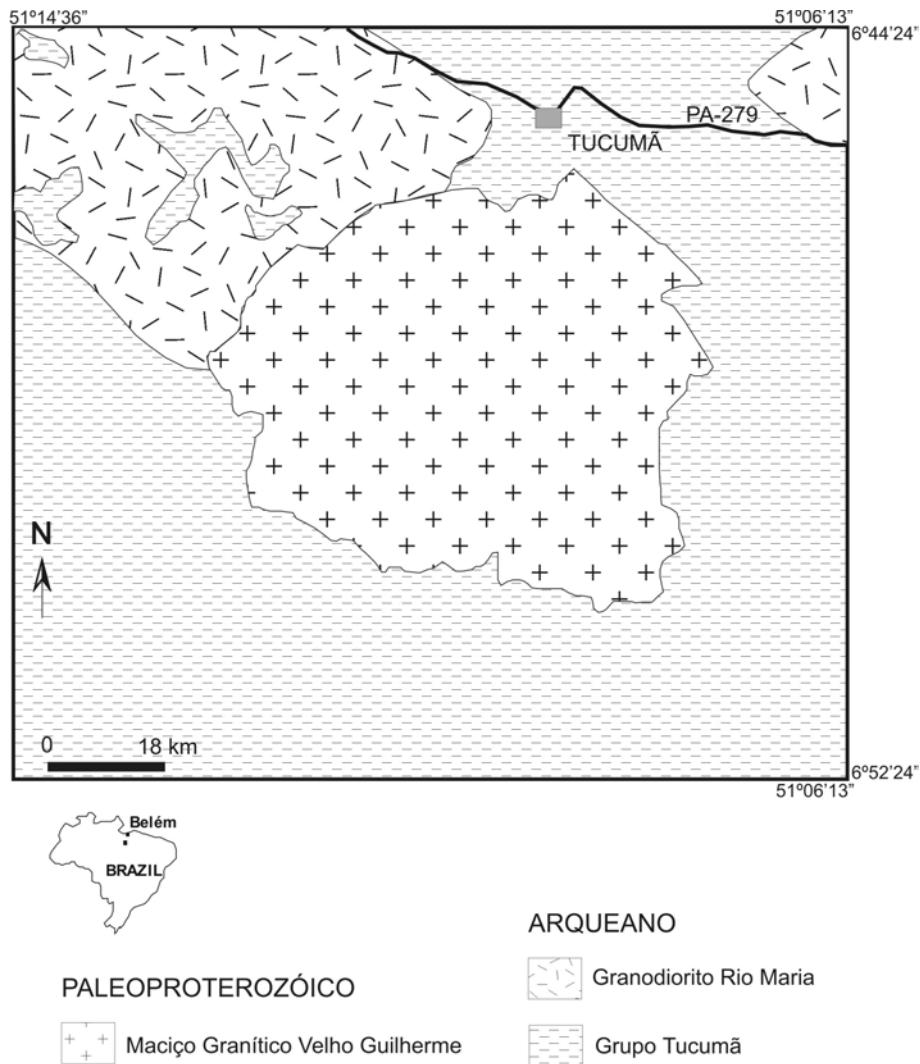 51º14’36”
51º06’13”
6º44’24”
PA-279
TUCUMÃ
N
0 18 km
6º52’24”
51º06’13”
Belém
BRAZIL
ARQUEANO
Granodiorito Rio Maria
Grupo Tucumã
PALEOPROTEROZÓICO
Maciço Granítico Velho Guilherme